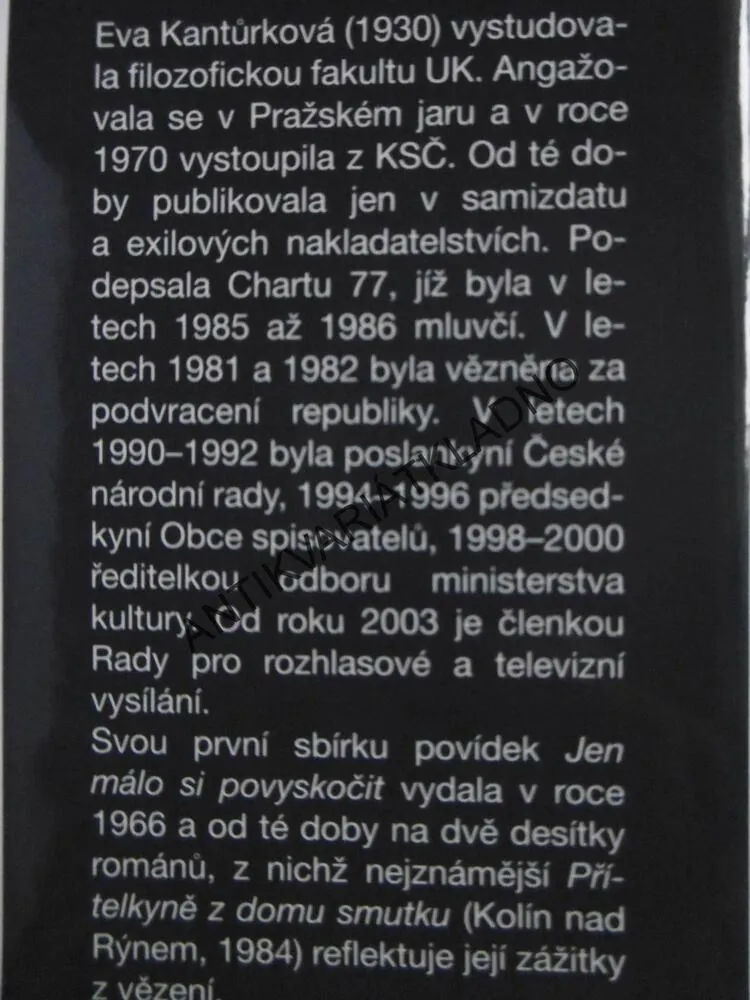 Eva Kantůrková (1930) vystudova-
la filozofickou fakultu UK. Angažo-
vala se v Pražském jaru a v roce
1970 vystoupila z KSČ. Od té do-
by publikovala jen v samizdatu
a exilových nakladatelstvích. Po-
depsala Chartu 77, jíž byla v le-
tech 1985 až 1986 mluvčí. V le-
tech 1981 a 1982 byla vězněna za
podvracení republiky. V letech
1990–1992 byla poslankyní České
národní rady, 1994–1996 předsed-
kyní Obce spisovatelů, 1998–2000
ředitelkou odboru ministerstva
kultury. Od roku 2003 je členkou
Rady pro rozhlasové a televizní
vysílání.
Svou první sbírku povídek Jen
málo si povyskočit vydala v roce
1966 a od té doby na dvě desítky
románů, z nichž nejznámější Pří-
telkyně z domu smutku (Kolín nad
Rýnem, 1984) reflektuje její zážitky
z vězení.
ANTIKVARIÁTKLADNO